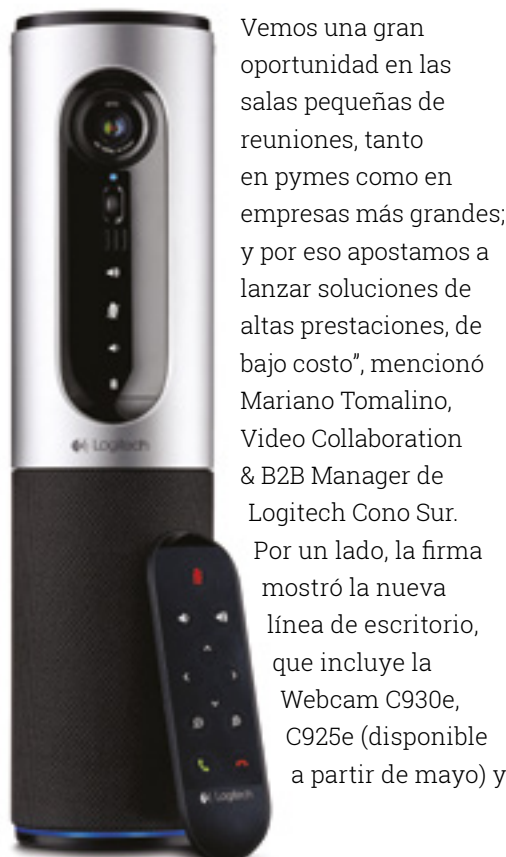 Vemos una gran
oportunidad en las
salas pequeñas de
reuniones, tanto
en pymes como en
empresas más grandes;
y por eso apostamos a
lanzar soluciones de
altas prestaciones, de
bajo costo”, mencionó
Mariano Tomalino,
Video Collaboration
& B2B Manager de
Logitech Cono Sur.
Por un lado, la firma
mostró la nueva
línea de escritorio,
que incluye la
Webcam C930e,
C925e (disponible
a partir de mayo) y
Logitech
Logitech